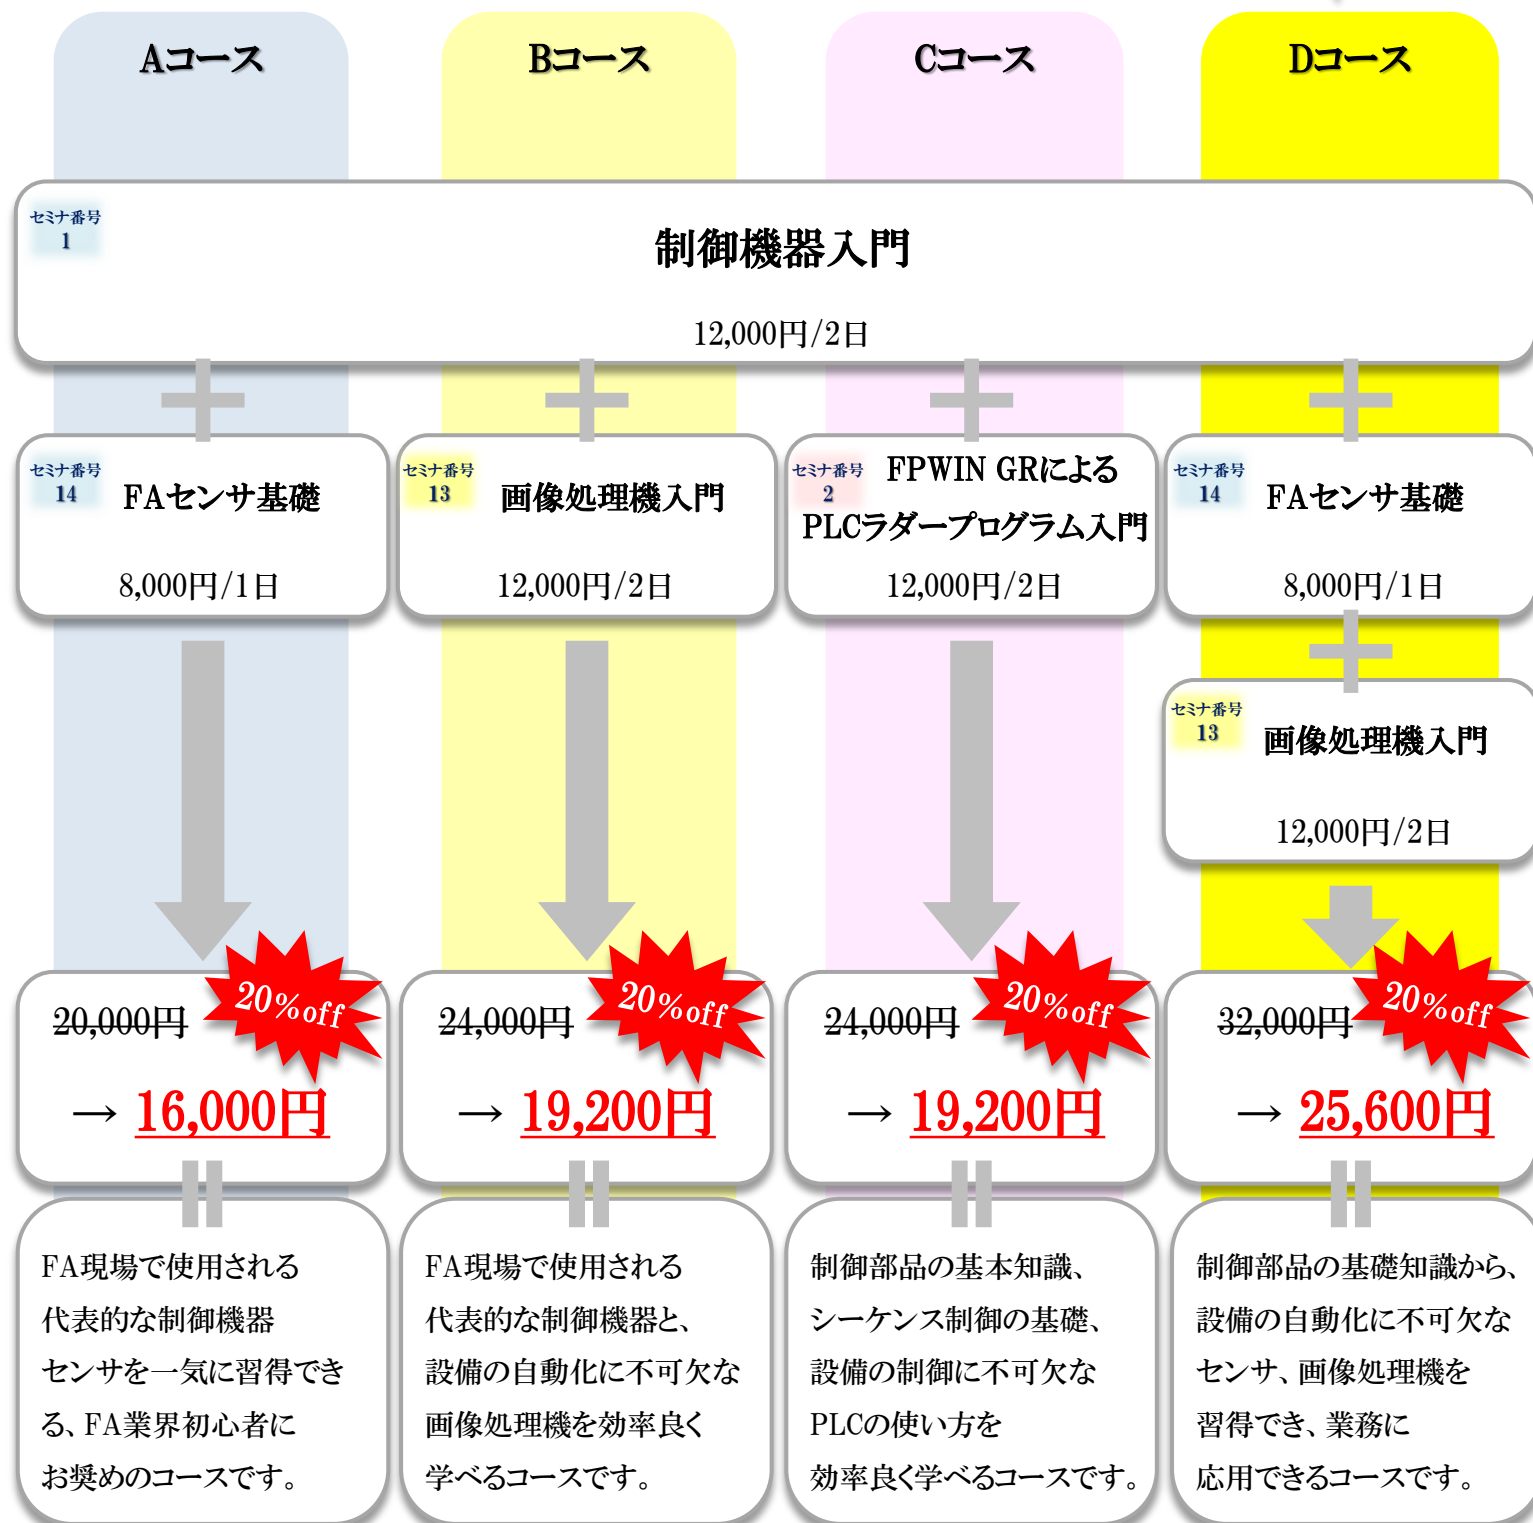 Aコース
Bコース
Cコース
Dコース
セミナ番号
1
制御機器入門
12,000円/2日
セミナ番号
14
FAセンサ基礎
8,000円/1日
セミナ番号
13
画像処理機入門
12,000円/2日
セミナ番号
2
FPWIN GRによる
PLCラダープログラム入門
12,000円/2日
セミナ番号
14
FAセンサ基礎
8,000円/1日
セミナ番号
13
画像処理機入門
12,000円/2日
20,000円
20%off
→ 16,000円
24,000円
20%off
→ 19,200円
24,000円
20%off
→ 19,200円
32,000円
20%off
→ 25,600円
FA現場で使用される
代表的な制御機器
センサを一気に習得でき
る、FA業界初心者に
お奨めのコースです。
FA現場で使用される
代表的な制御機器と、
設備の自動化に不可欠な
画像処理機を効率良く
学べるコースです。
制御部品の基本知識、
シーケンス制御の基礎、
設備の制御に不可欠な
PLCの使い方を
効率良く学べるコースです。
制御部品の基礎知識から、
設備の自動化に不可欠な
センサ、画像処理機を
習得でき、業務に
応用できるコースです。